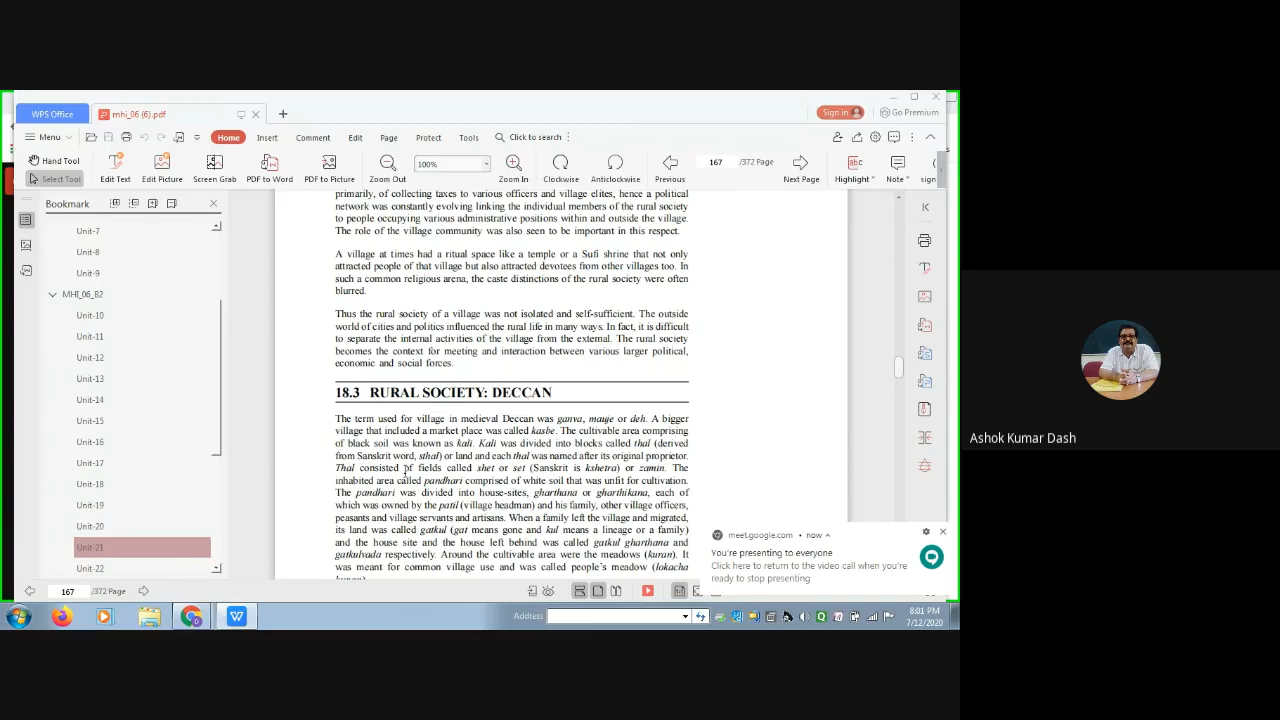 WPS Office
mhi_06 (6).pdf
Sign in
Go Premium
Menu
Home
Insert
Comment
Edit
Page
Protect
Tools
Click to search
Hand Tool
Select Tool
Edit Text
Edit Picture
Screen Grab
PDF to Word
PDF to Picture
Zoom Out
100%
Zoom In
Clockwise
Anticlockwise
Previous
167
/372 Page
Next Page
Highlight
Note
sign
Bookmark
Unit-7
Unit-8
Unit-9
MHI_06_B2
Unit-10
Unit-11
Unit-12
Unit-13
Unit-14
Unit-15
Unit-16
Unit-17
Unit-18
Unit-19
Unit-20
Unit-21
Unit-22
primarily, of collecting taxes to various officers and village elites, hence a political
network was constantly evolving linking the individual members of the rural society
to people occupying various administrative positions within and outside the village.
The role of the village community was also seen to be important in this respect.
A village at times had a ritual space like a temple or a Sufi shrine that not only
attracted people of that village but also attracted devotees from other villages too. In
such a common religious arena, the caste distinctions of the rural society were often
blurred.
Thus the rural society of a village was not isolated and self-sufficient. The outside
world of cities and politics influenced the rural life in many ways. In fact, it is difficult
to separate the internal activities of the village from the external. The rural society
becomes the context for meeting and interaction between various larger political,
economic and social forces.
18.3 RURAL SOCIETY: DECCAN
The term used for village in medieval Deccan was ganva, mauje or deh. A bigger
village that included a market place was called kasbe. The cultivable area comprising
of black soil was known as kali. Kali was divided into blocks called thal (derived
from Sanskrit word, sthal) or land and each thal was named after its original proprietor.
Thal consisted of fields called shet or set (Sanskrit is kshetra) or zamin. The
inhabited area called pandhari comprised of white soil that was unfit for cultivation.
The pandhari was divided into house-sites, gharthana or gharthikana, each of
which was owned by the patil (village headman) and his family, other village officers,
peasants and village servants and artisans. When a family left the village and migrated,
its land was called gatkul (gat means gone and kul means a lineage or a family)
and the house site and the house left behind was called gatkul gharthana and
gatkulvada respectively. Around the cultivable area were the meadows (kuran). It
was meant for common village use and was called people's meadow (lokacha
meet.google.com • now
You're presenting to everyone
Click here to return to the video call when you're
ready to stop presenting
167
/372 Page
Address
8:01 PM
7/12/2020
Ashok Kumar Dash